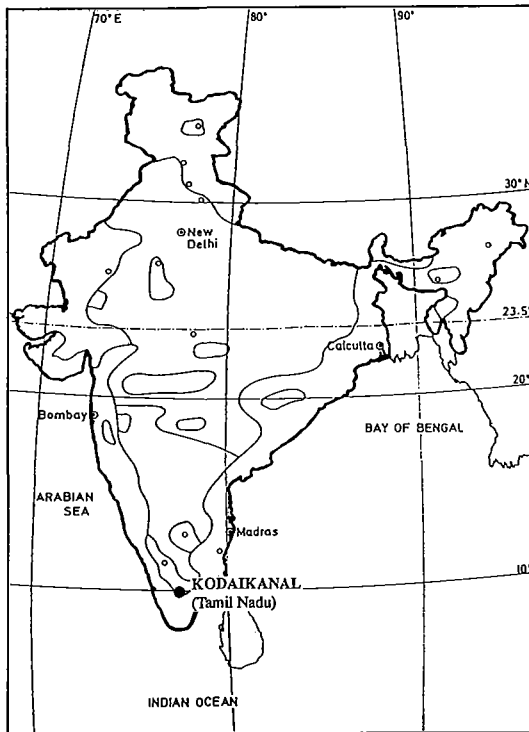 70° E
80°
90°
30° N
New
Delhi
23.5°
Calcutta
20°
Bombay
BAY OF BENGAL
ARABIAN
SEA
Madras
10°
KODAIKANAL
(Tamil Nadu)
INDIAN OCEAN